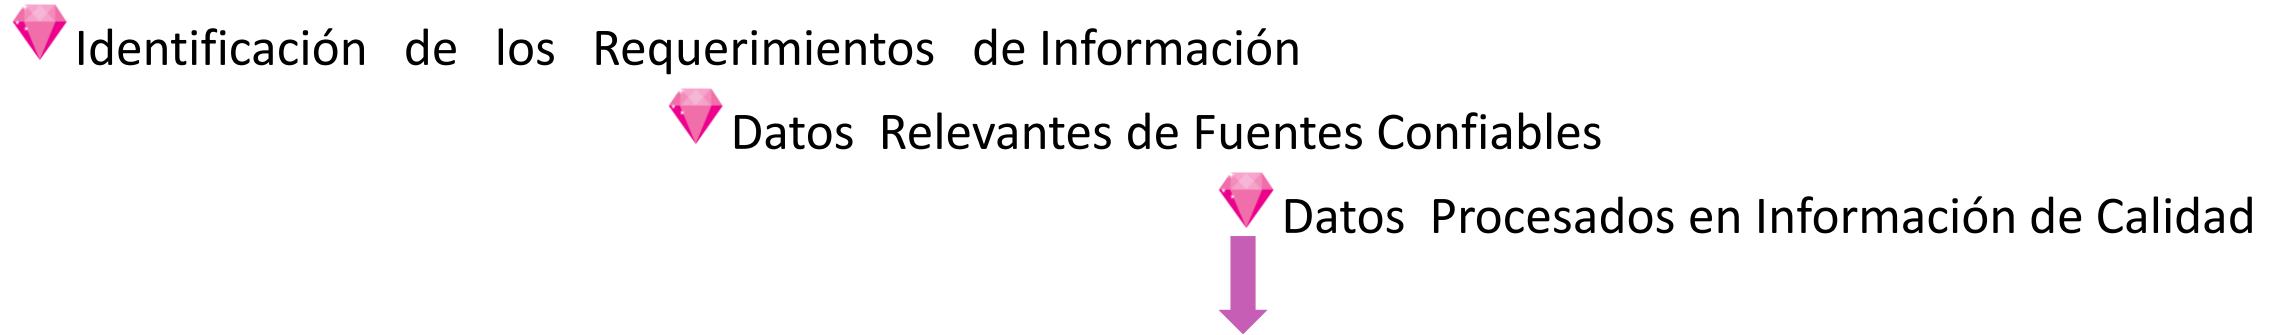 Identificación de los Requerimientos de Información
Datos Relevantes de Fuentes Confiables
Datos Procesados en Información de Calidad